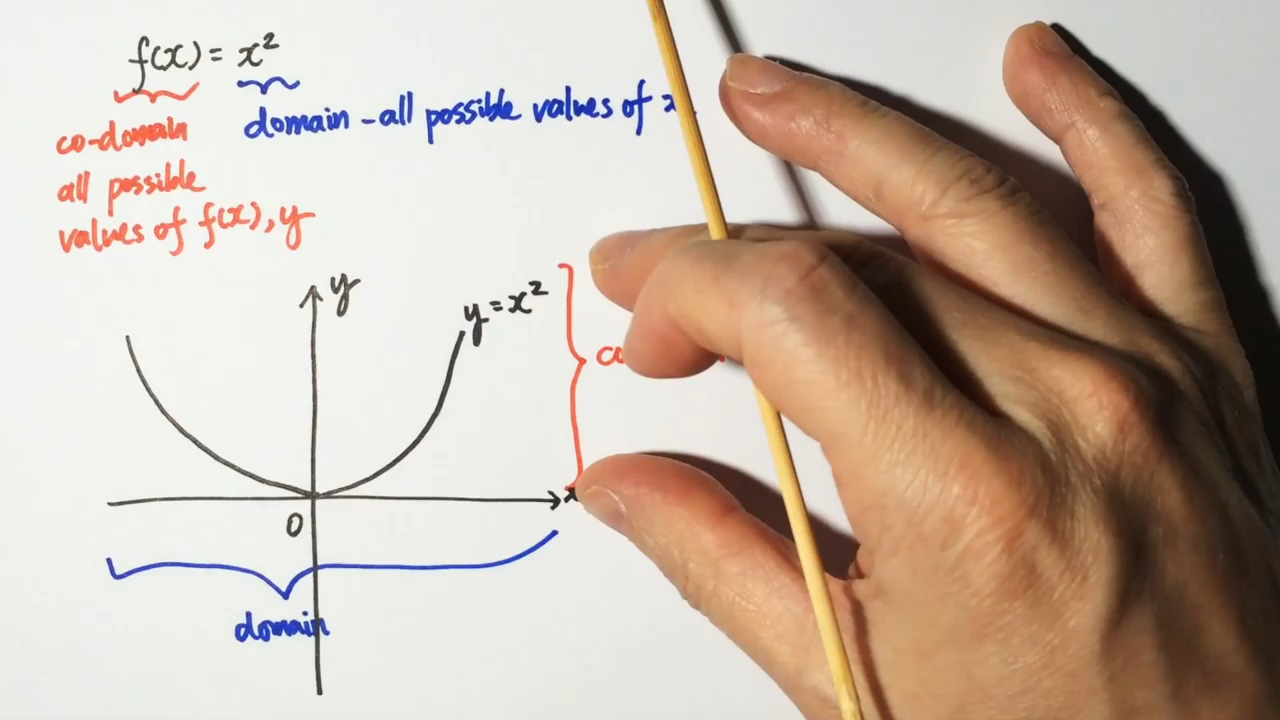 f(x) = x²
domain - all possible values of
co-domain
all possible
values of f(x), y
y
y = x²
0
domain